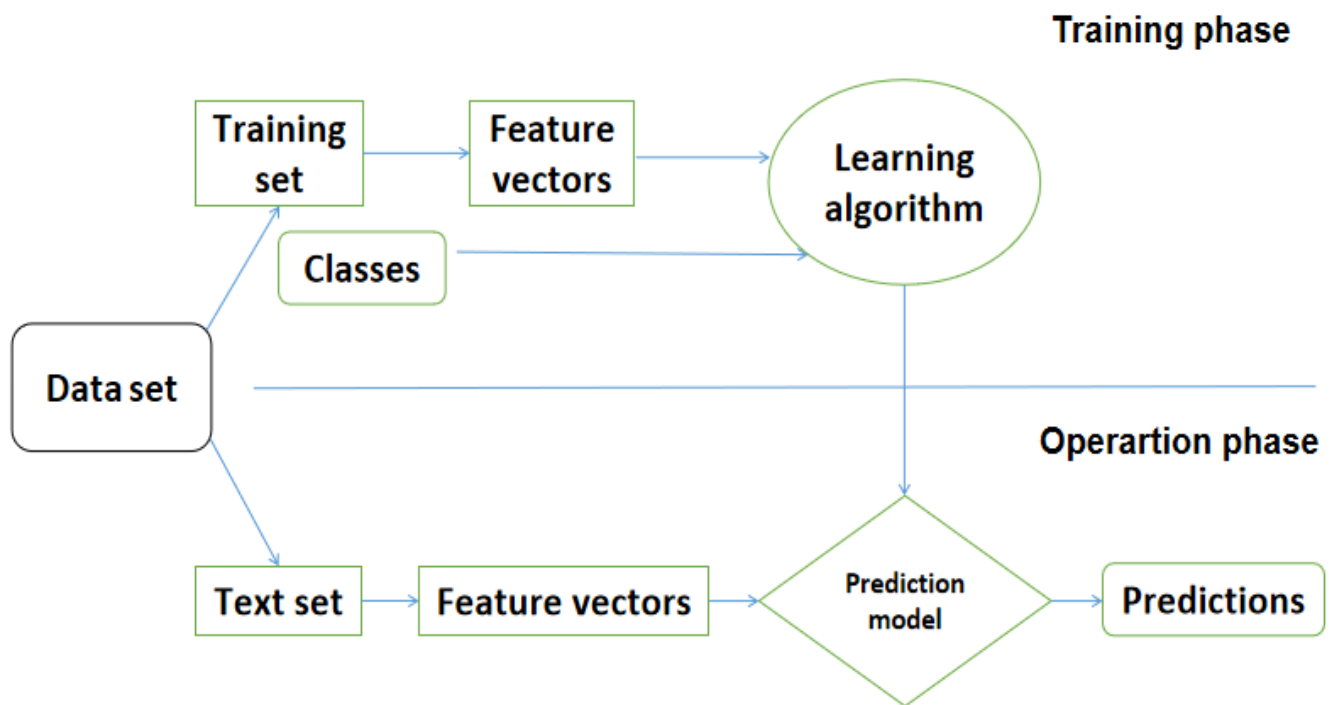 Training phase
Training
set
Feature
vectors
Learning
algorithm
Classes
Data set
Operartion phase
Text set
Feature vectors
Prediction
model
Predictions